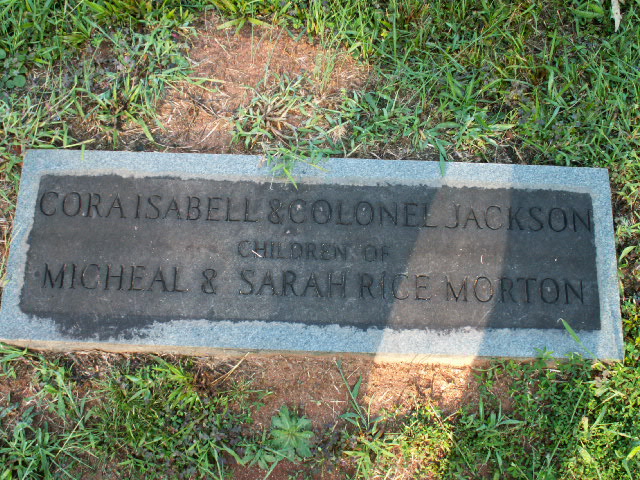 CORA ISABELL & COLONEL JACKSON
CHILDREN OF
MICHEAL & SARAH RICE MORTON